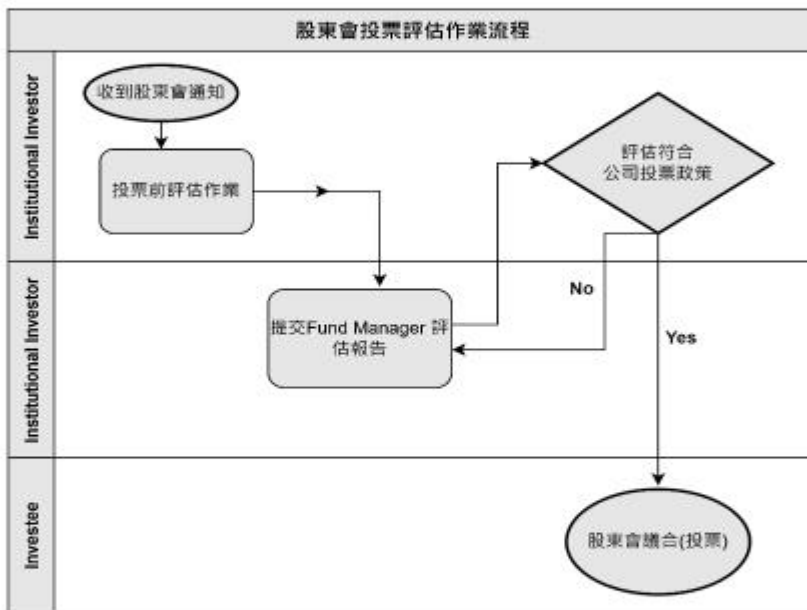 股東會投票評估作業流程
Institutional Investor
收到股東會通知
投票前評估作業
評估符合
公司投票政策
Institutional Investor
提交Fund Manager 評
估報告
No
Yes
Investee
股東會議合(投票)